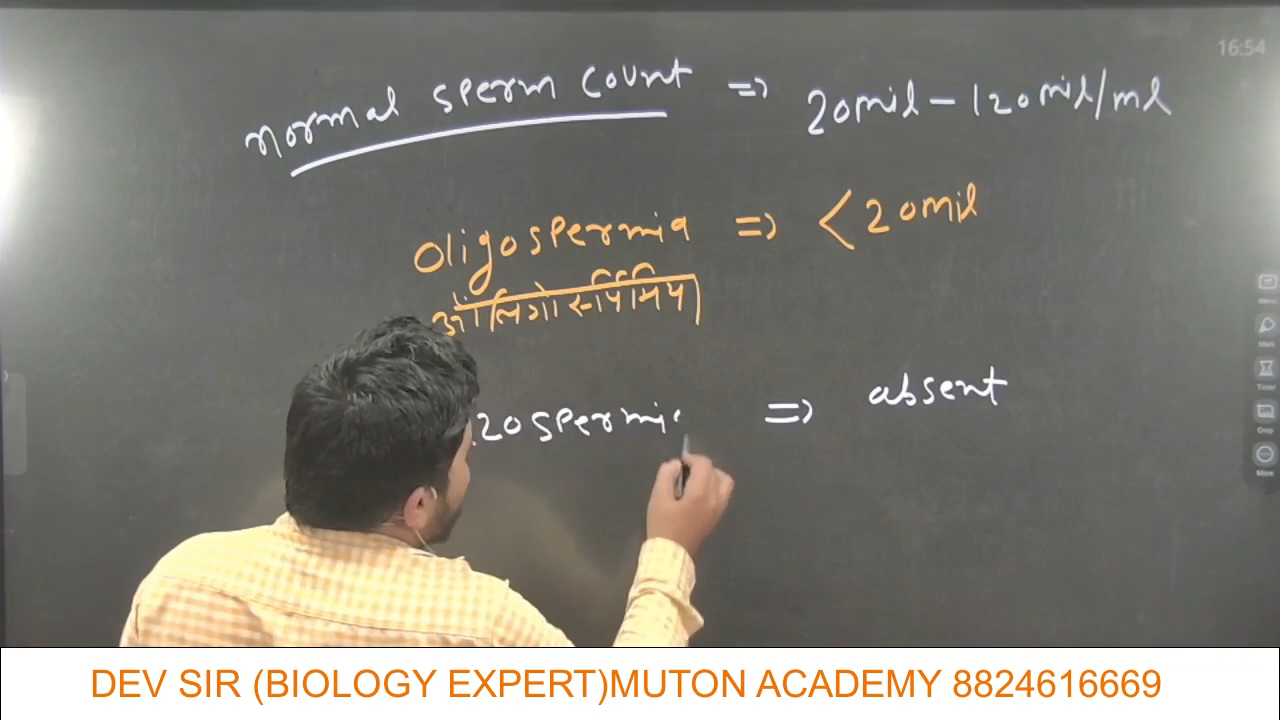 16:54
normal sperm count => 20mil - 120mil/ml
oligospermia => <20mil
ऑलिगोस्पर्मिया
=> absent
DEV SIR (BIOLOGY EXPERT)MUTON ACADEMY 8824616669